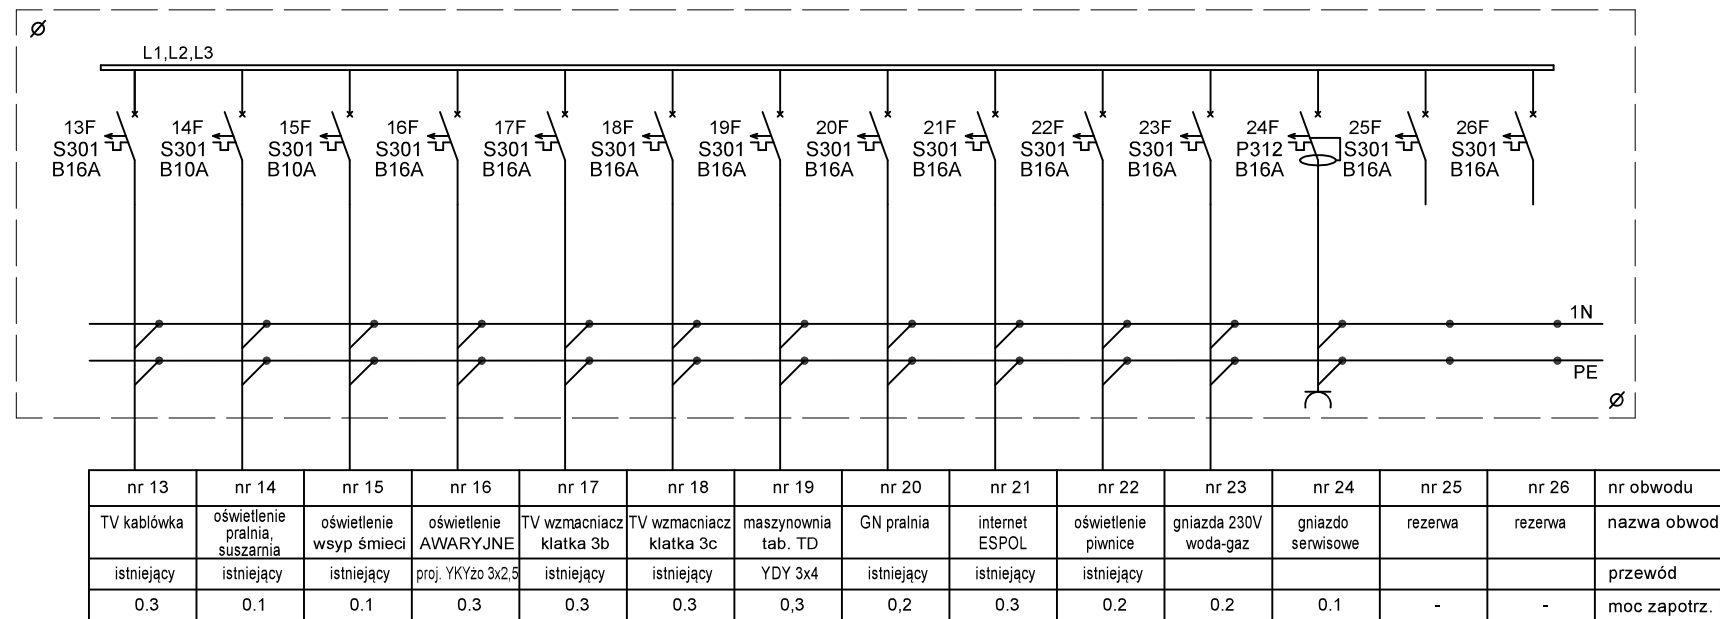 L1,L2,L3
13F
S301
B16A
14F
S301
B10A
15F
S301
B10A
16F
S301
B16A
17F
S301
B16A
18F
S301
B16A
19F
S301
B16A
20F
S301
B16A
21F
S301
B16A
22F
S301
B16A
23F
S301
B16A
24F
P312
B16A
25F
S301
B16A
26F
S301
B16A
1N
PE
nr 13 nr 14 nr 15 nr 16 nr 17 nr 18 nr 19 nr 20 nr 21 nr 22 nr 23 nr 24 nr 25 nr 26 nr obwodu
TV kablówka
oświetlenie
pralnia,
suszarnia
oświetlenie
wsyp śmieci
oświetlenie
AWARYJNE
TV wzmacniacz
klatka 3b
TV wzmacniacz
klatka 3c
maszynownia
tab. TD
GN pralnia
internet
ESPOL
oświetlenie
piwnice
gniazda 230V
woda-gaz
gniazdo
serwisowe
rezerwa
rezerwa
nazwa obwod
istniejący istniejący istniejący proj. YKYżo 3x2,5 istniejący istniejący YDY 3x4 istniejący istniejący istniejący przewód
0.3 0.1 0.1 0.3 0.3 0.3 0,3 0,2 0.3 0.2 0.2 0.1 - - moc zapotrz.